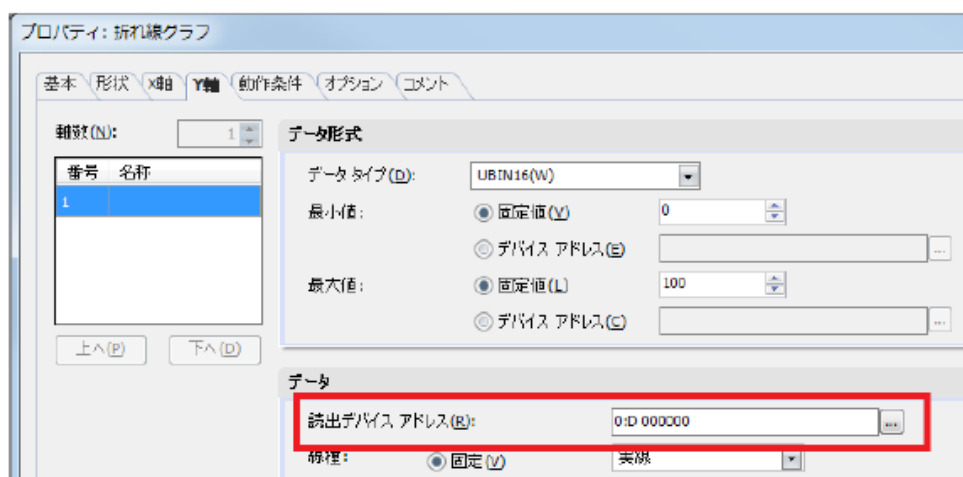 プロパティ: 折れ線グラフ
基本 形状 X軸 Y軸 動作条件 オプション コメント
軸数(N): 1
データ形式
番号 名称
1
データ タイプ(D): UBIN16(W)
最小値: 固定値(V) 0
デバイス アドレス(E) ...
最大値: 固定値(L) 100
デバイス アドレス(C) ...
上へ(P) 下へ(D)
データ
読出デバイス アドレス(R): 0:D 000000 ...
線種: 固定(V) 実線